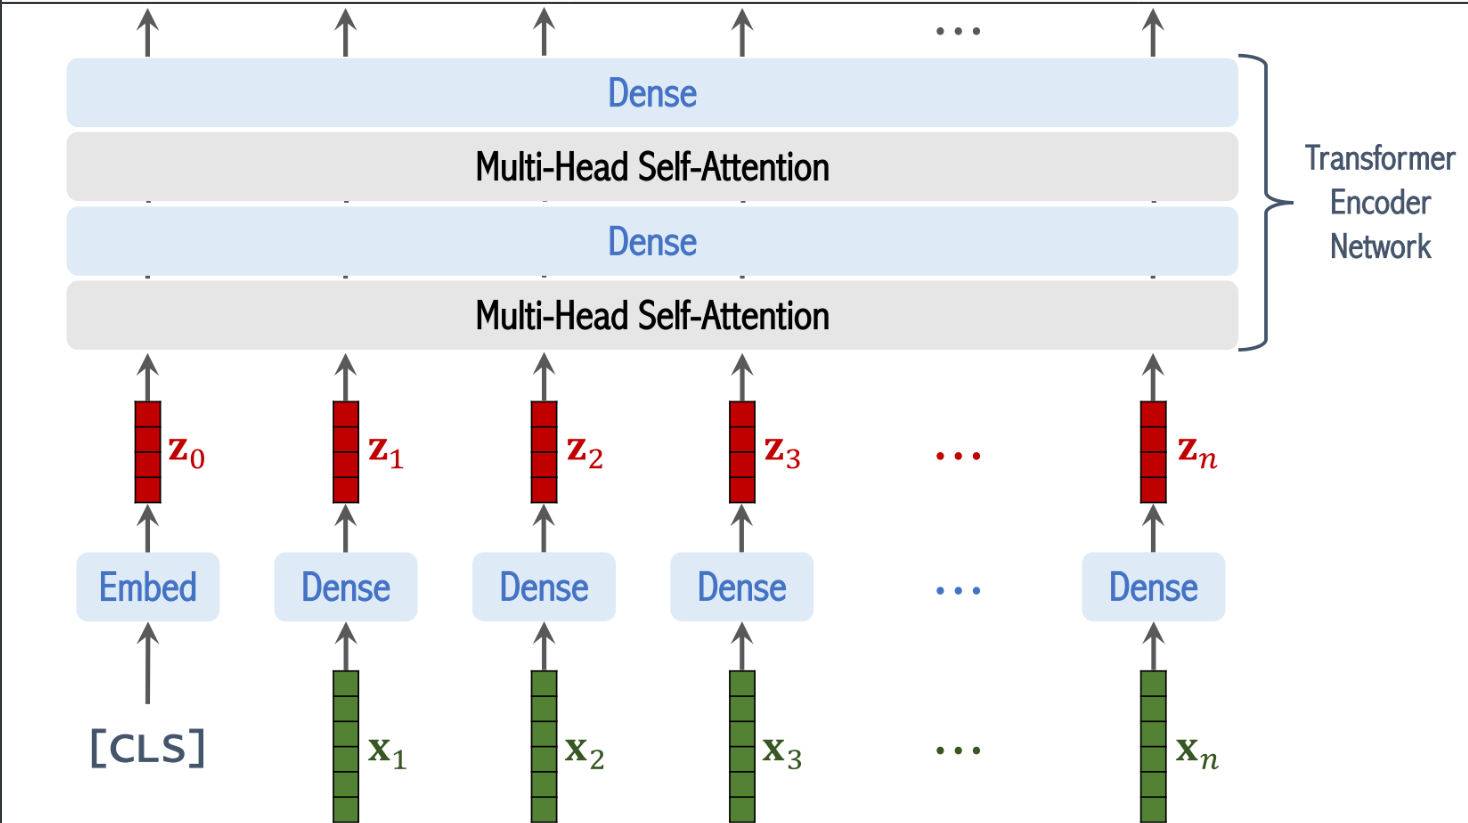 ...
Dense
Multi-Head Self-Attention
Dense
Multi-Head Self-Attention
Transformer
Encoder
Network
z0 z1 z2 z3 ... zn
Embed Dense Dense Dense ... Dense
[CLS] x1 x2 x3 ... xn